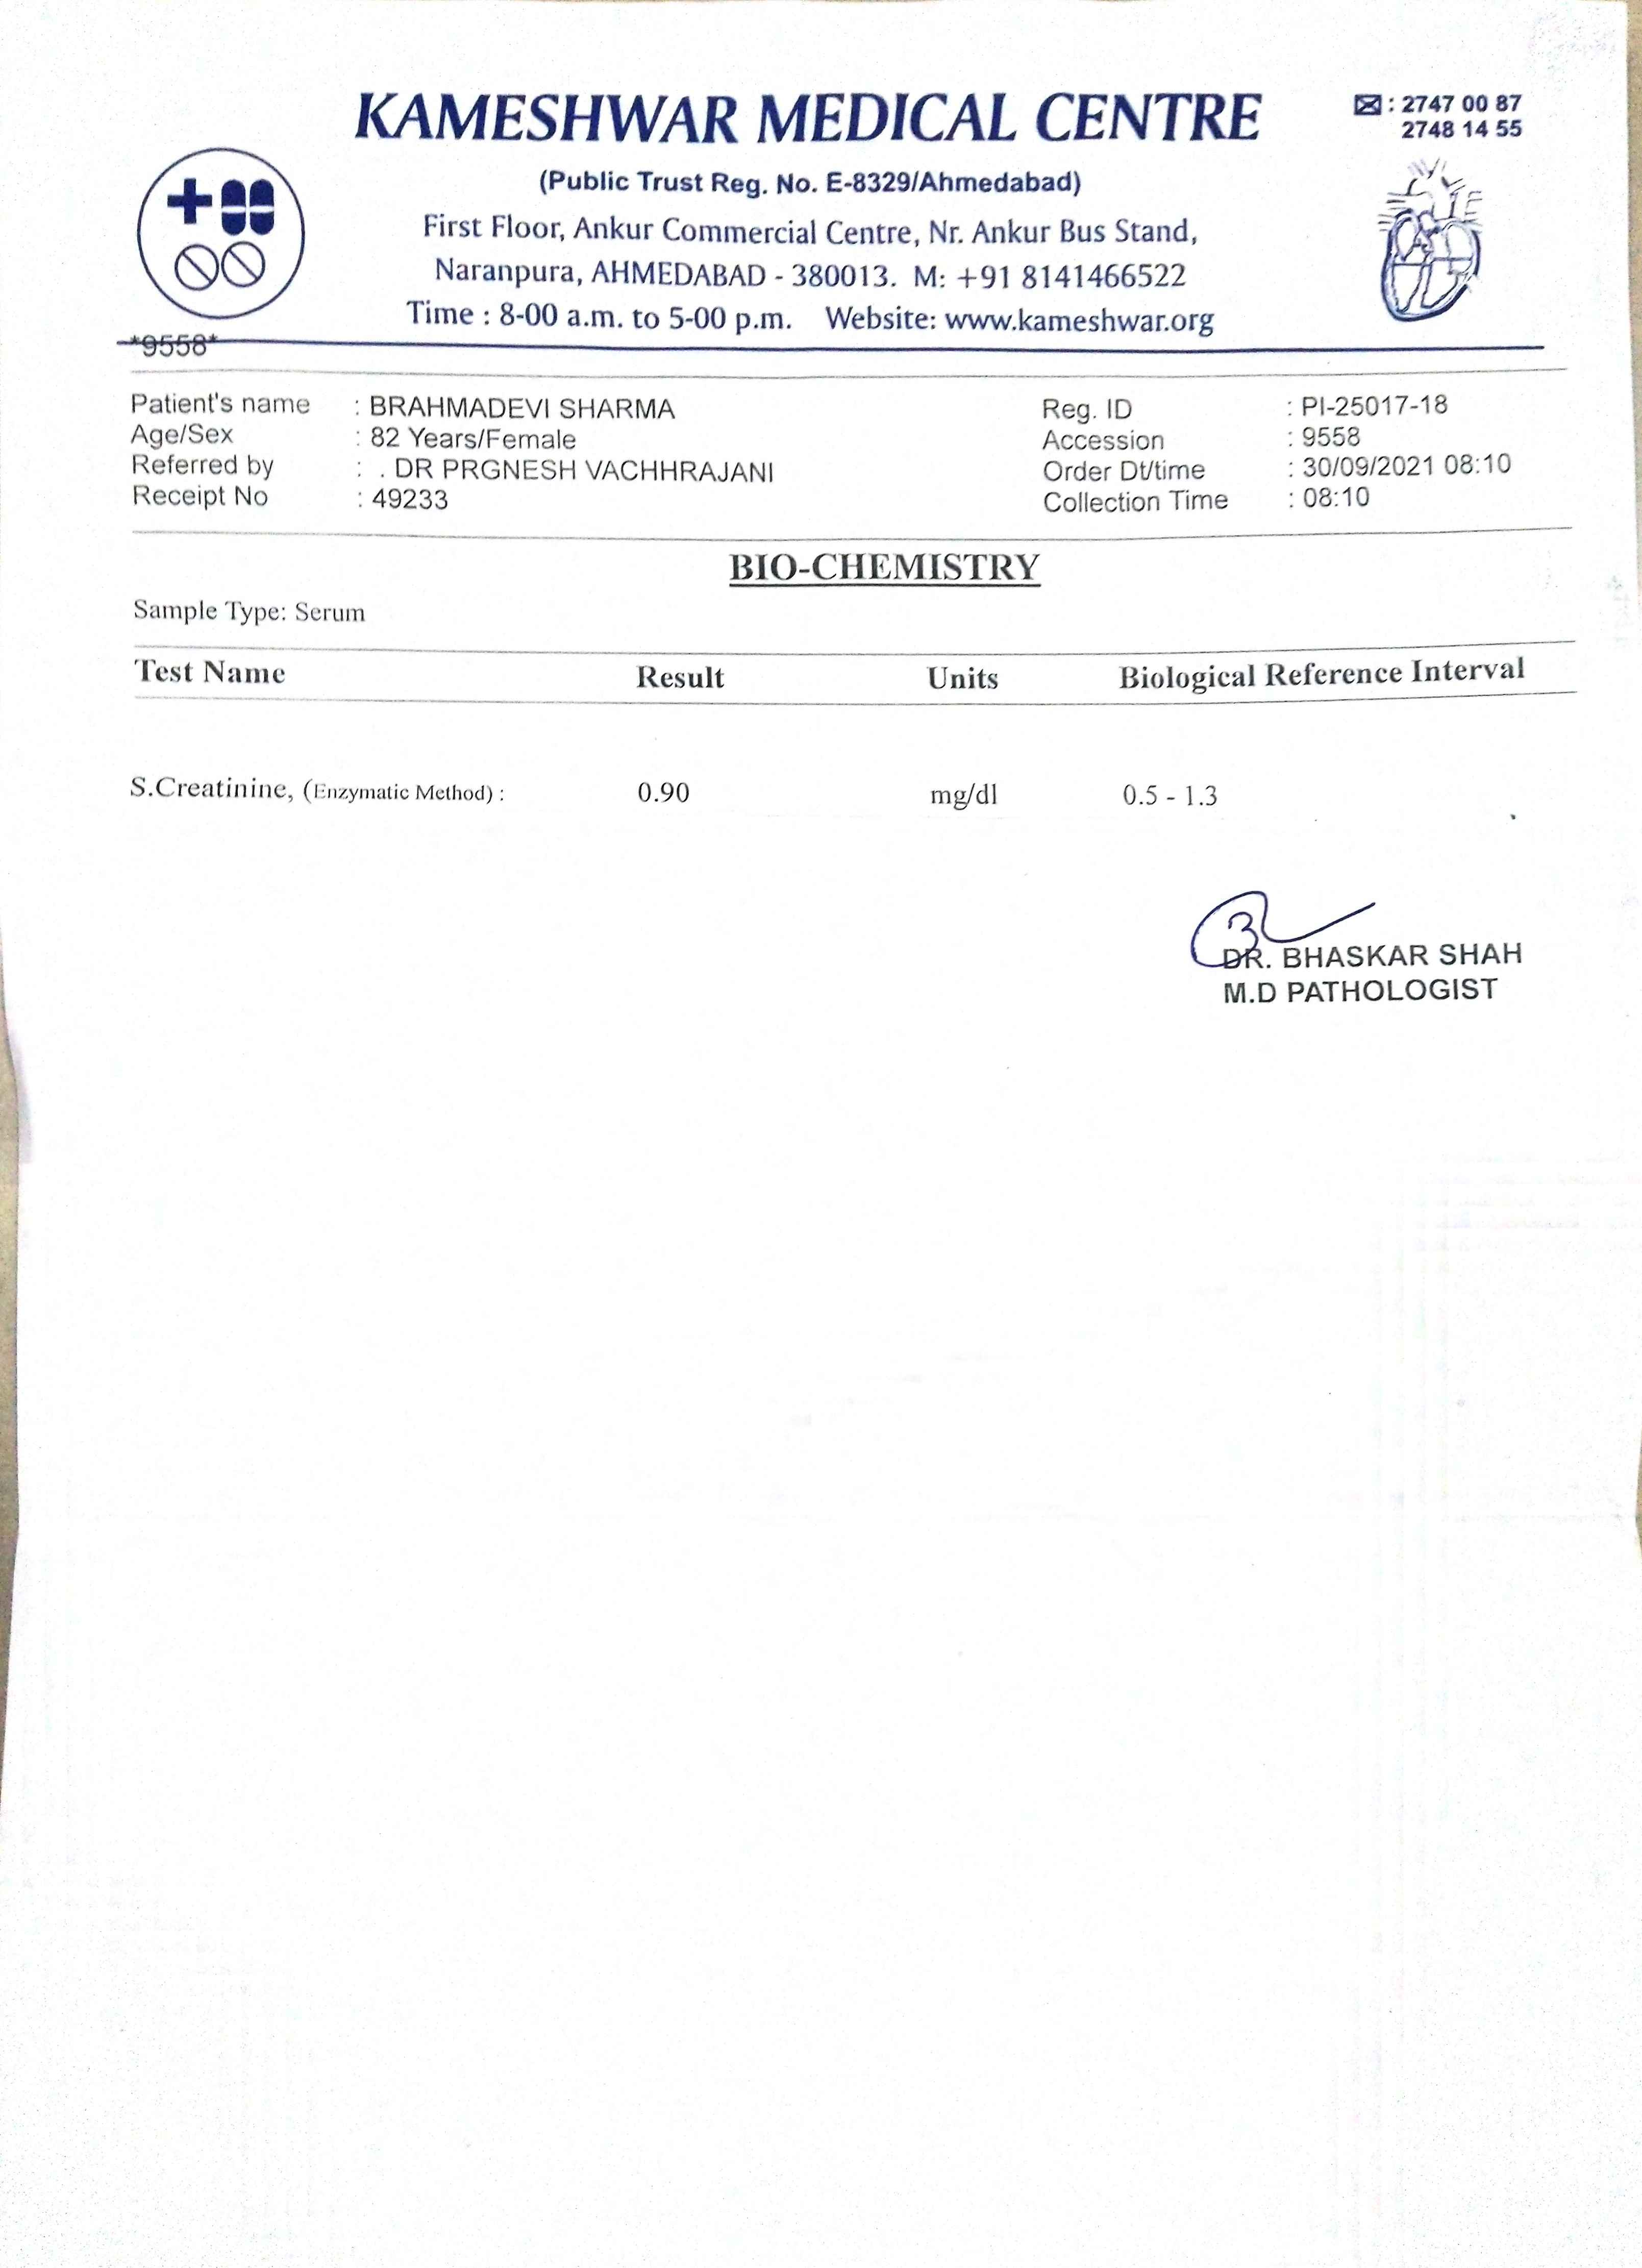 KAMESHWAR MEDICAL CENTRE
: 2747 00 87
2748 14 55
(Public Trust Reg. No. E-8329/Ahmedabad)
First Floor, Ankur Commercial Centre, Nr. Ankur Bus Stand,
Naranpura, AHMEDABAD - 380013. M: +91 8141466522
Time : 8-00 a.m. to 5-00 p.m. Website: www.kameshwar.org
*9558*
Patient's name : BRAHMADEVI SHARMA Reg. ID : PI-25017-18
Age/Sex : 82 Years/Female Accession : 9558
Referred by : . DR PRGNESH VACHHRAJANI Order Dt/time : 30/09/2021 08:10
Receipt No : 49233 Collection Time : 08:10
BIO-CHEMISTRY
Sample Type: Serum
Test Name Result Units Biological Reference Interval
S.Creatinine, (Enzymatic Method) : 0.90 mg/dl 0.5 - 1.3
DR. BHASKAR SHAH
M.D PATHOLOGIST